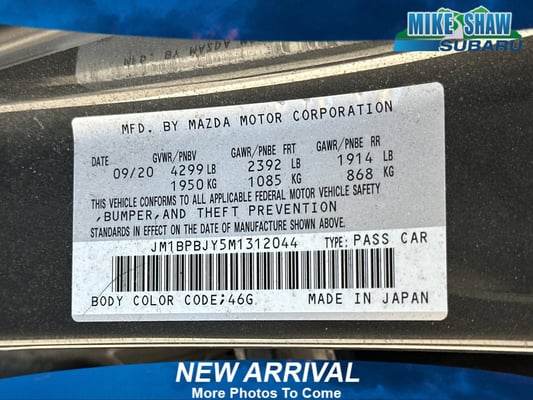 MIKE SHAW
SUBARU
MFD. BY MAZDA MOTOR CORPORATION
DATE GVWR/PNBV GAWR/PNBE FRT GAWR/PNBE RR
09/20 4299 LB 2392 LB 1914 LB
1950 KG 1085 KG 868 KG
THIS VEHICLE CONFORMS TO ALL APPLICABLE FEDERAL MOTOR VEHICLE SAFETY
,BUMPER,AND THEFT PREVENTION
STANDARDS IN EFFECT ON THE DATE OF MANUFACTURE SHOWN ABOVE.
JM1BPBJY5M1312044 TYPE: PASS CAR
BODY COLOR CODE;46G MADE IN JAPAN
NEW ARRIVAL
More Photos To Come